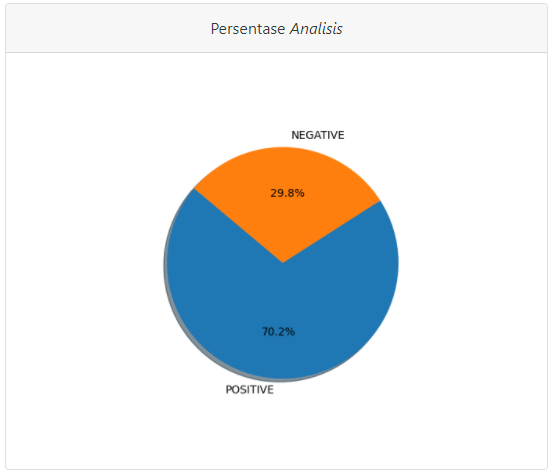 Persentase Analisis
NEGATIVE
29.8%
70.2%
POSITIVE